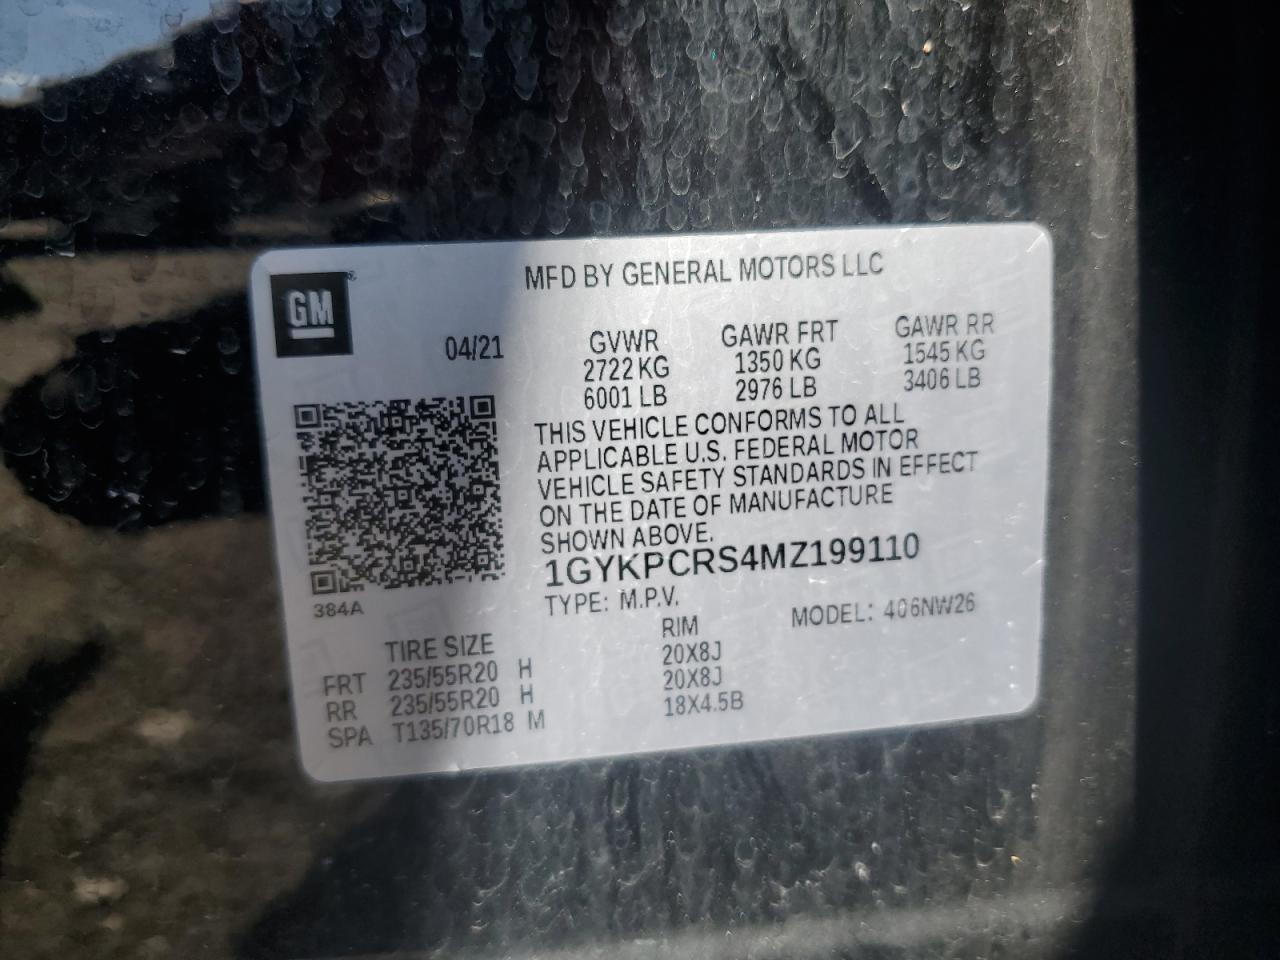 MFD BY GENERAL MOTORS LLC
GM
®
04/21
GVWR GAWR FRT GAWR RR
2722 KG 1350 KG 1545 KG
6001 LB 2976 LB 3406 LB
THIS VEHICLE CONFORMS TO ALL
APPLICABLE U.S. FEDERAL MOTOR
VEHICLE SAFETY STANDARDS IN EFFECT
ON THE DATE OF MANUFACTURE
SHOWN ABOVE.
1GYKPCRS4MZ199110
384A
TYPE: M.P.V. MODEL: 406NW26
TIRE SIZE RIM
FRT 235/55R20 H 20X8J
RR 235/55R20 H 20X8J
SPA T135/70R18 M 18X4.5B